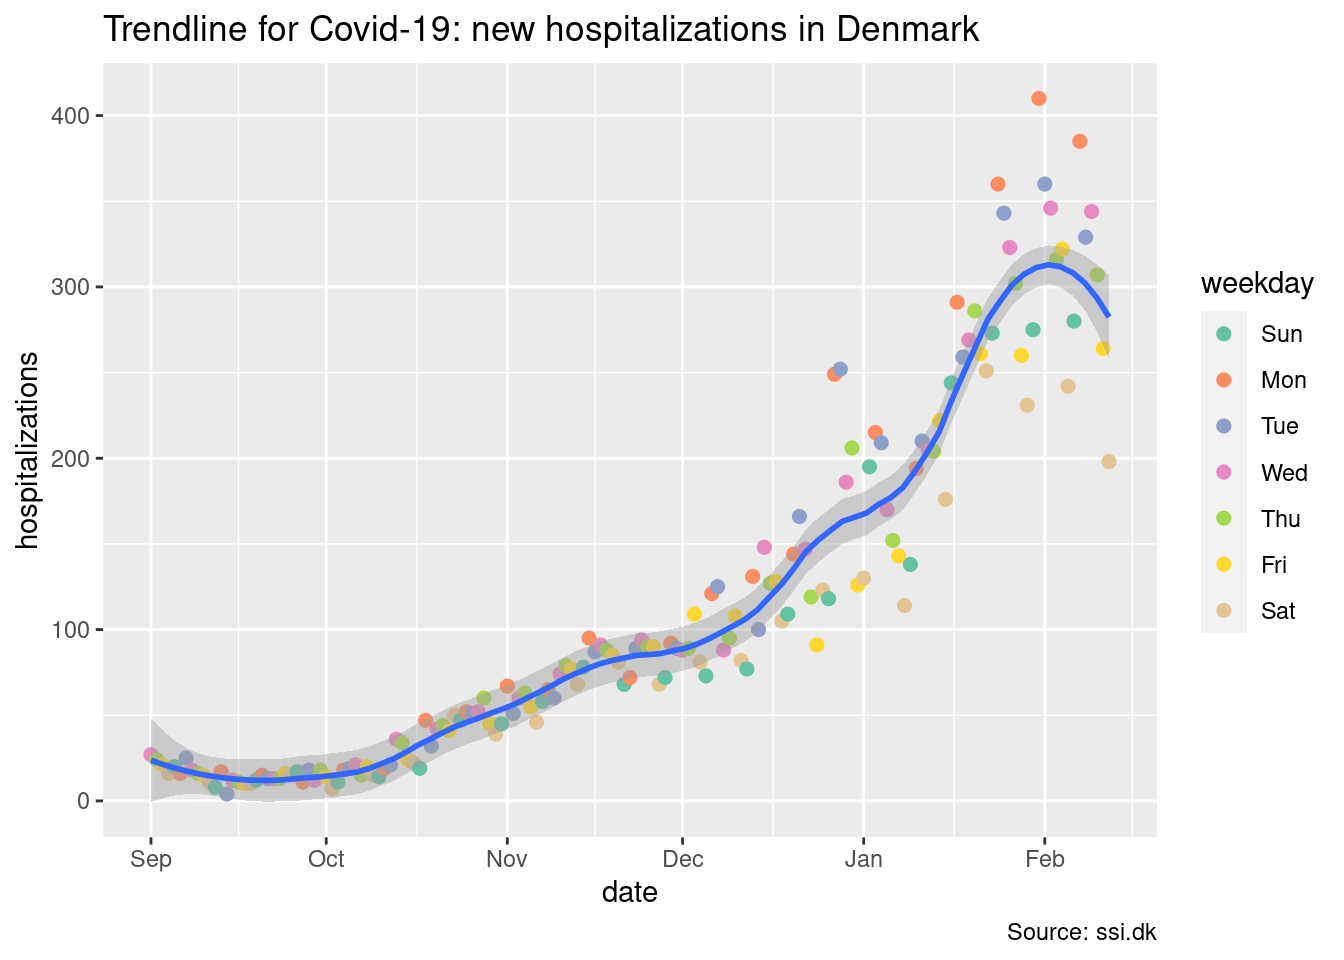 Trendline for Covid-19: new hospitalizations in Denmark
400
300
200
100
0
hospitalizations
Sep Oct Nov Dec Jan Feb
date
weekday
Sun
Mon
Tue
Wed
Thu
Fri
Sat
Source: ssi.dk